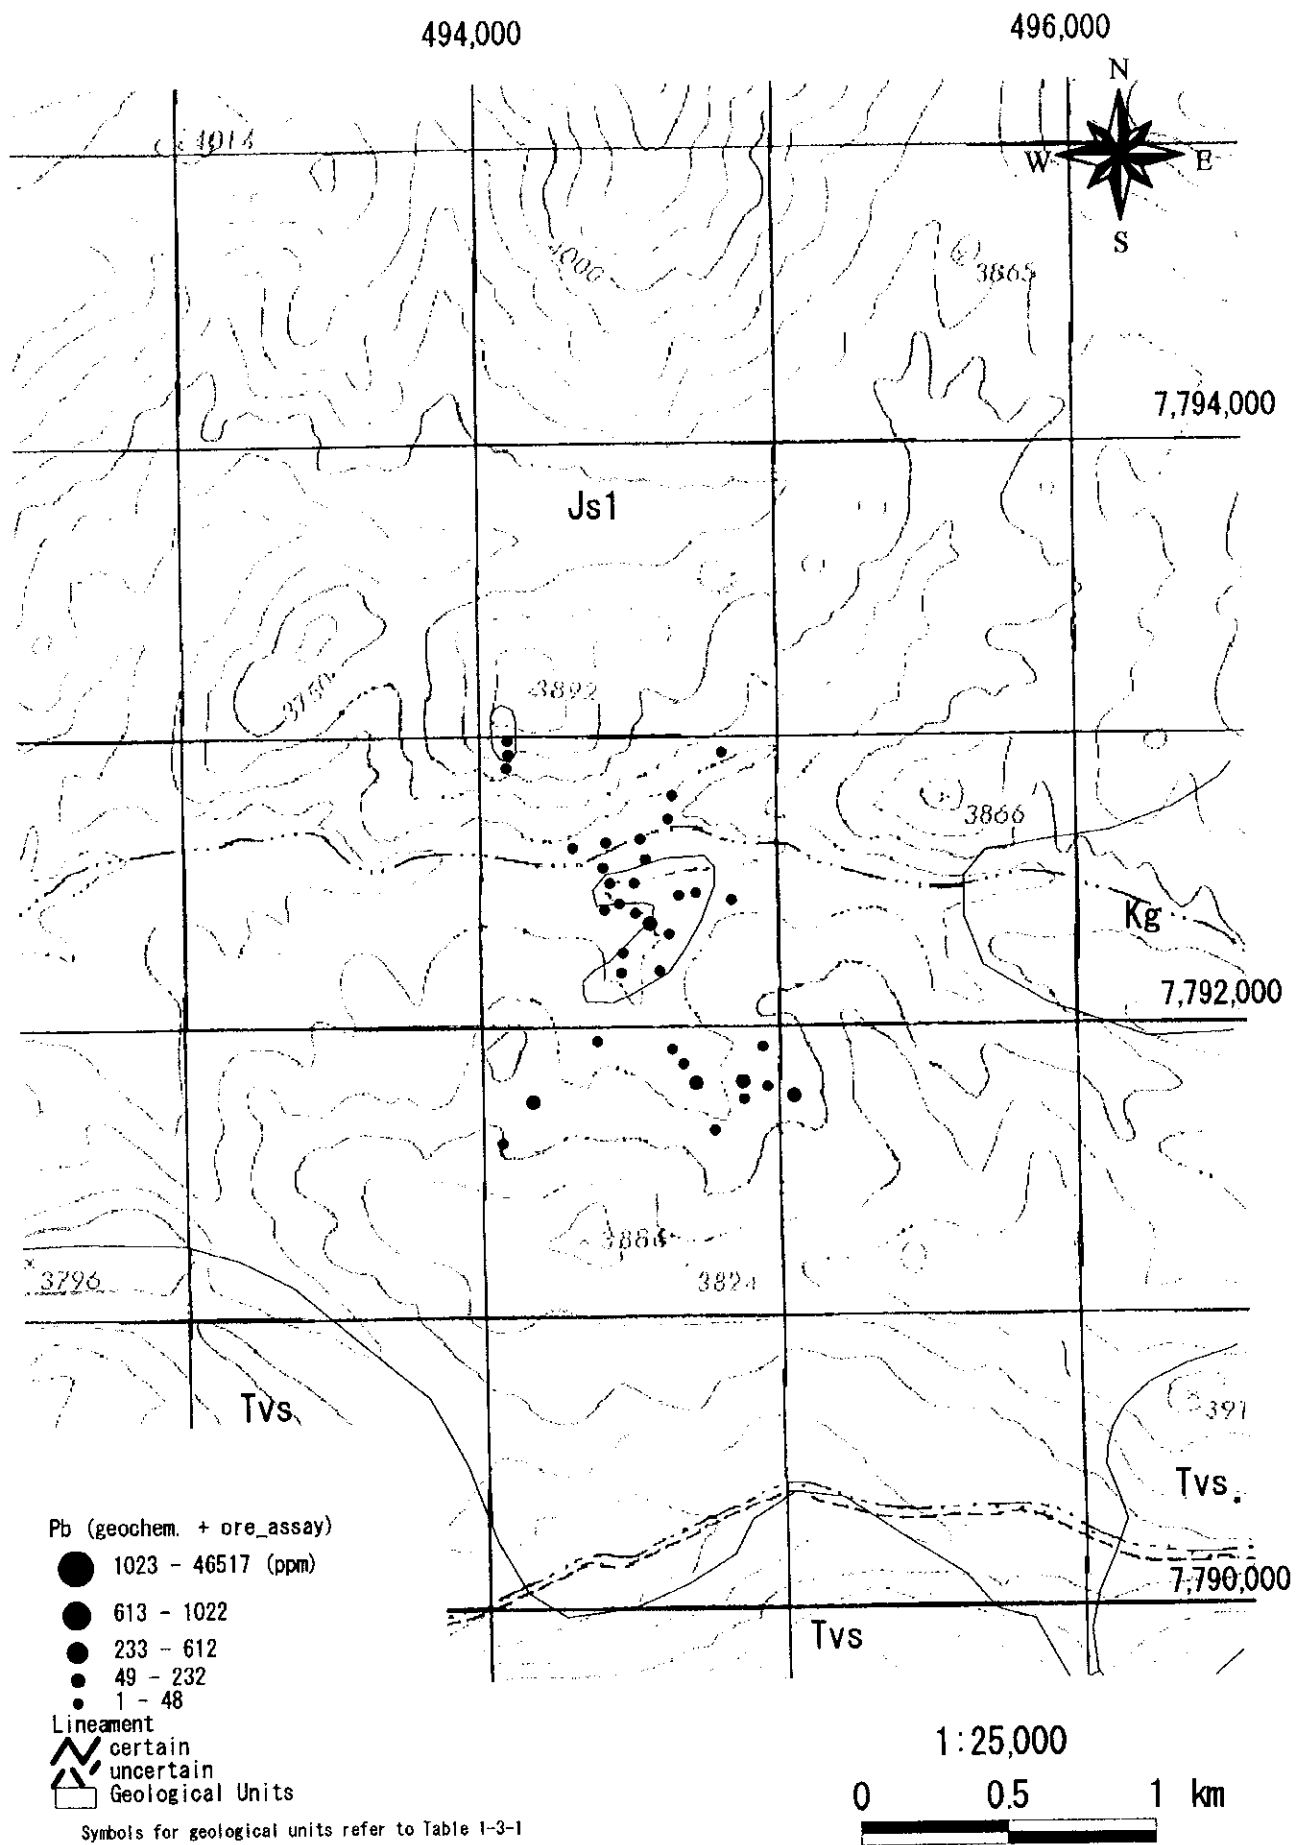 494,000
496,000
N
4014
W
E
S
4000
3865
7,794,000
Js1
3750
3892
3866
Kg
7,792,000
3886
3796
3824
Tvs
391
Tvs
Pb (geochem. + ore_assay)
1023 - 46517 (ppm)
7,790,000
613 - 1022
Tvs
233 - 612
49 - 232
1 - 48
Lineament
certain
uncertain
Geological Units
1:25,000
0 0.5 1 km
Symbols for geological units refer to Table 1-3-1